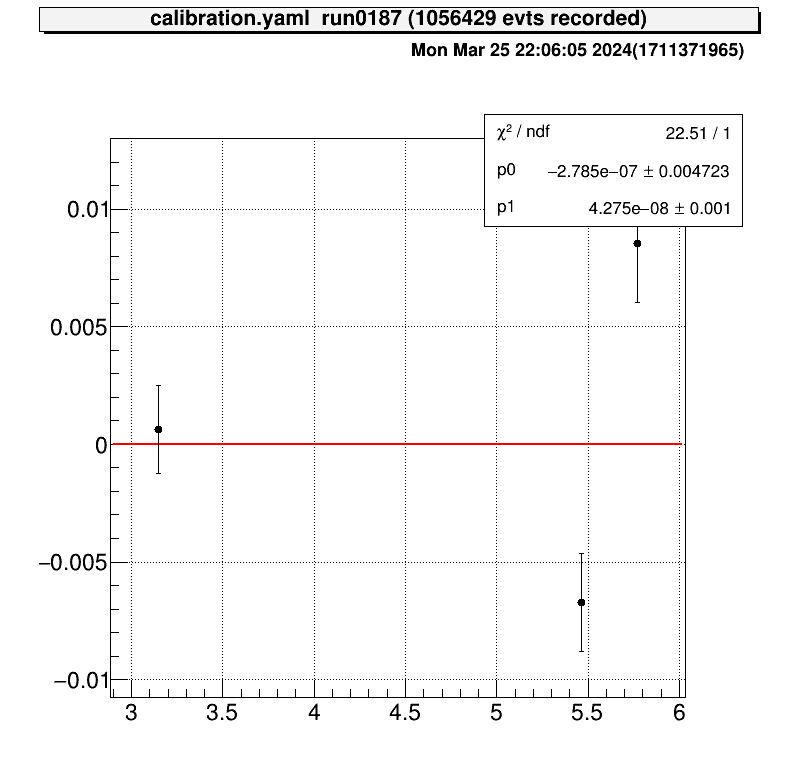 calibration.yaml run0187 (1056429 evts recorded)
Mon Mar 25 22:06:05 2024(1711371965)
χ² / ndf 22.51 / 1
p0 −2.785e−07 ± 0.004723
p1 4.275e−08 ± 0.001
0.01
0.005
0
−0.005
−0.01
3 3.5 4 4.5 5 5.5 6